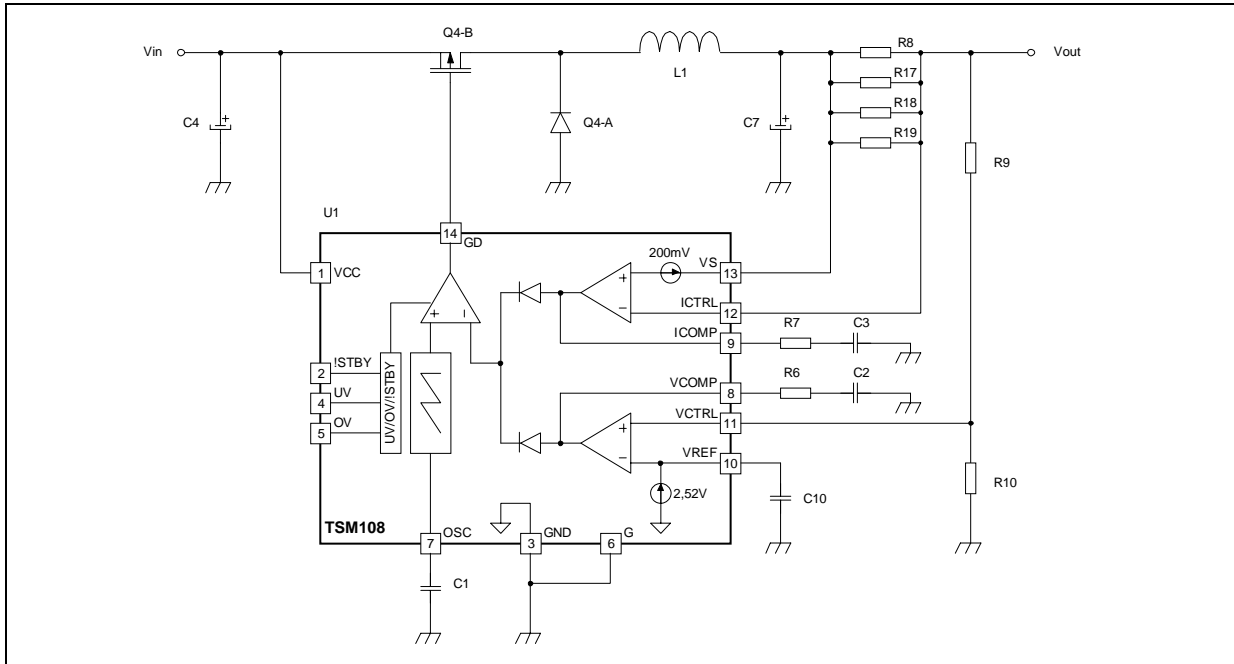 Q4-B
Vin
R8
Vout
L1
R17
R18
C4
Q4-A
C7
R19
R9
U1
14
GD
200mV
VS
13
1
VCC
ICTRL
12
R7
C3
ICOMP
9
!STBY
2
UV
4
OV
5
UV/OV/!STBY
VCOMP
8
R6
C2
VCTRL
11
VREF
10
2,52V
C10
R10
TSM108
OSC
7
GND
3
G
6
C1
+
+
+
−
+
−
+
−